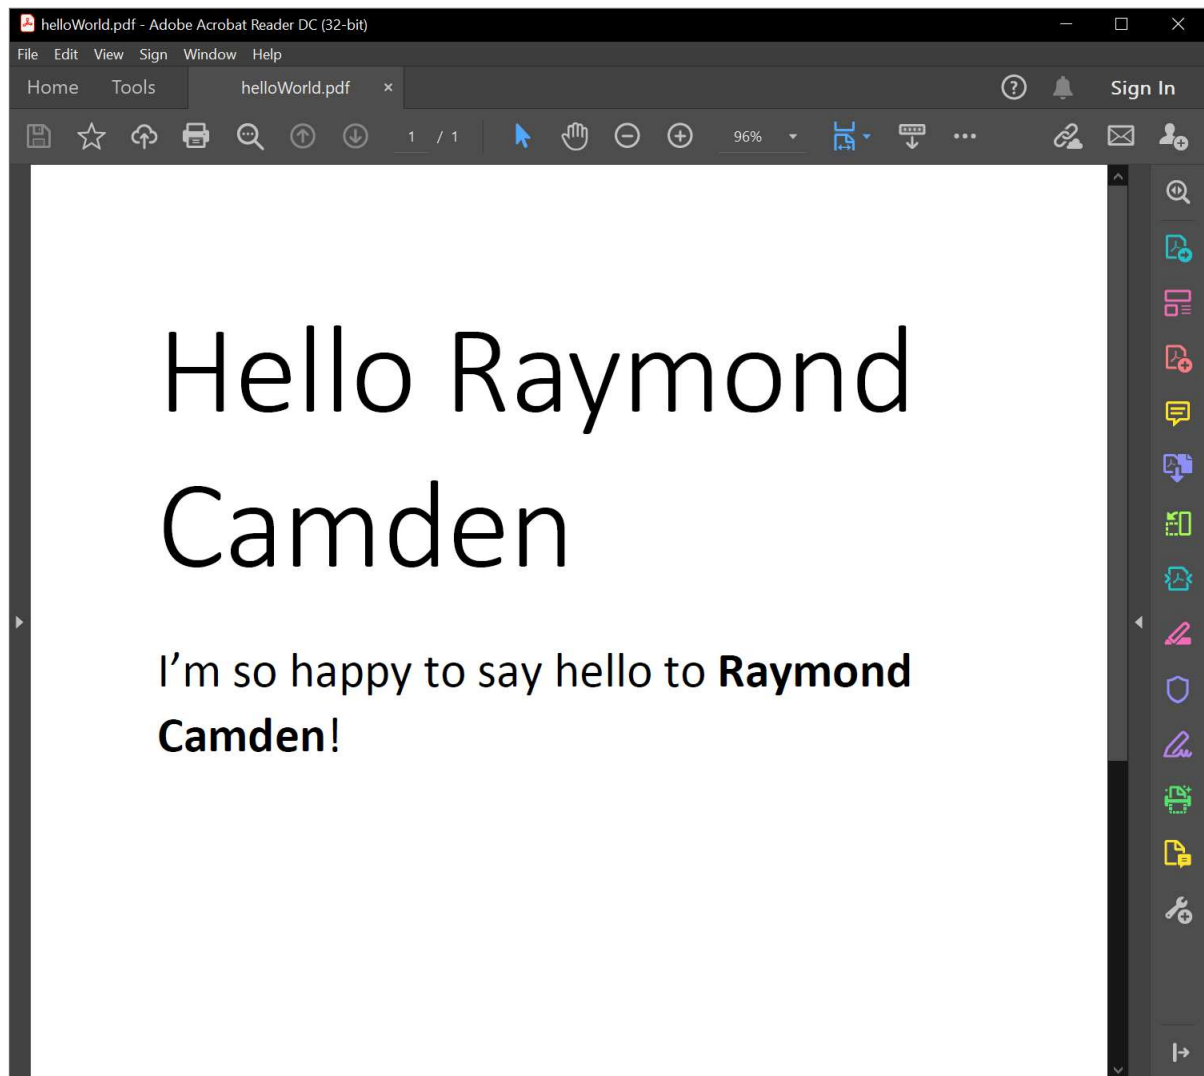 helloWorld.pdf - Adobe Acrobat Reader DC (32-bit)
File Edit View Sign Window Help
Home Tools helloWorld.pdf × Sign In
1 / 1 96%
Hello Raymond
Camden
I’m so happy to say hello to Raymond
Camden!